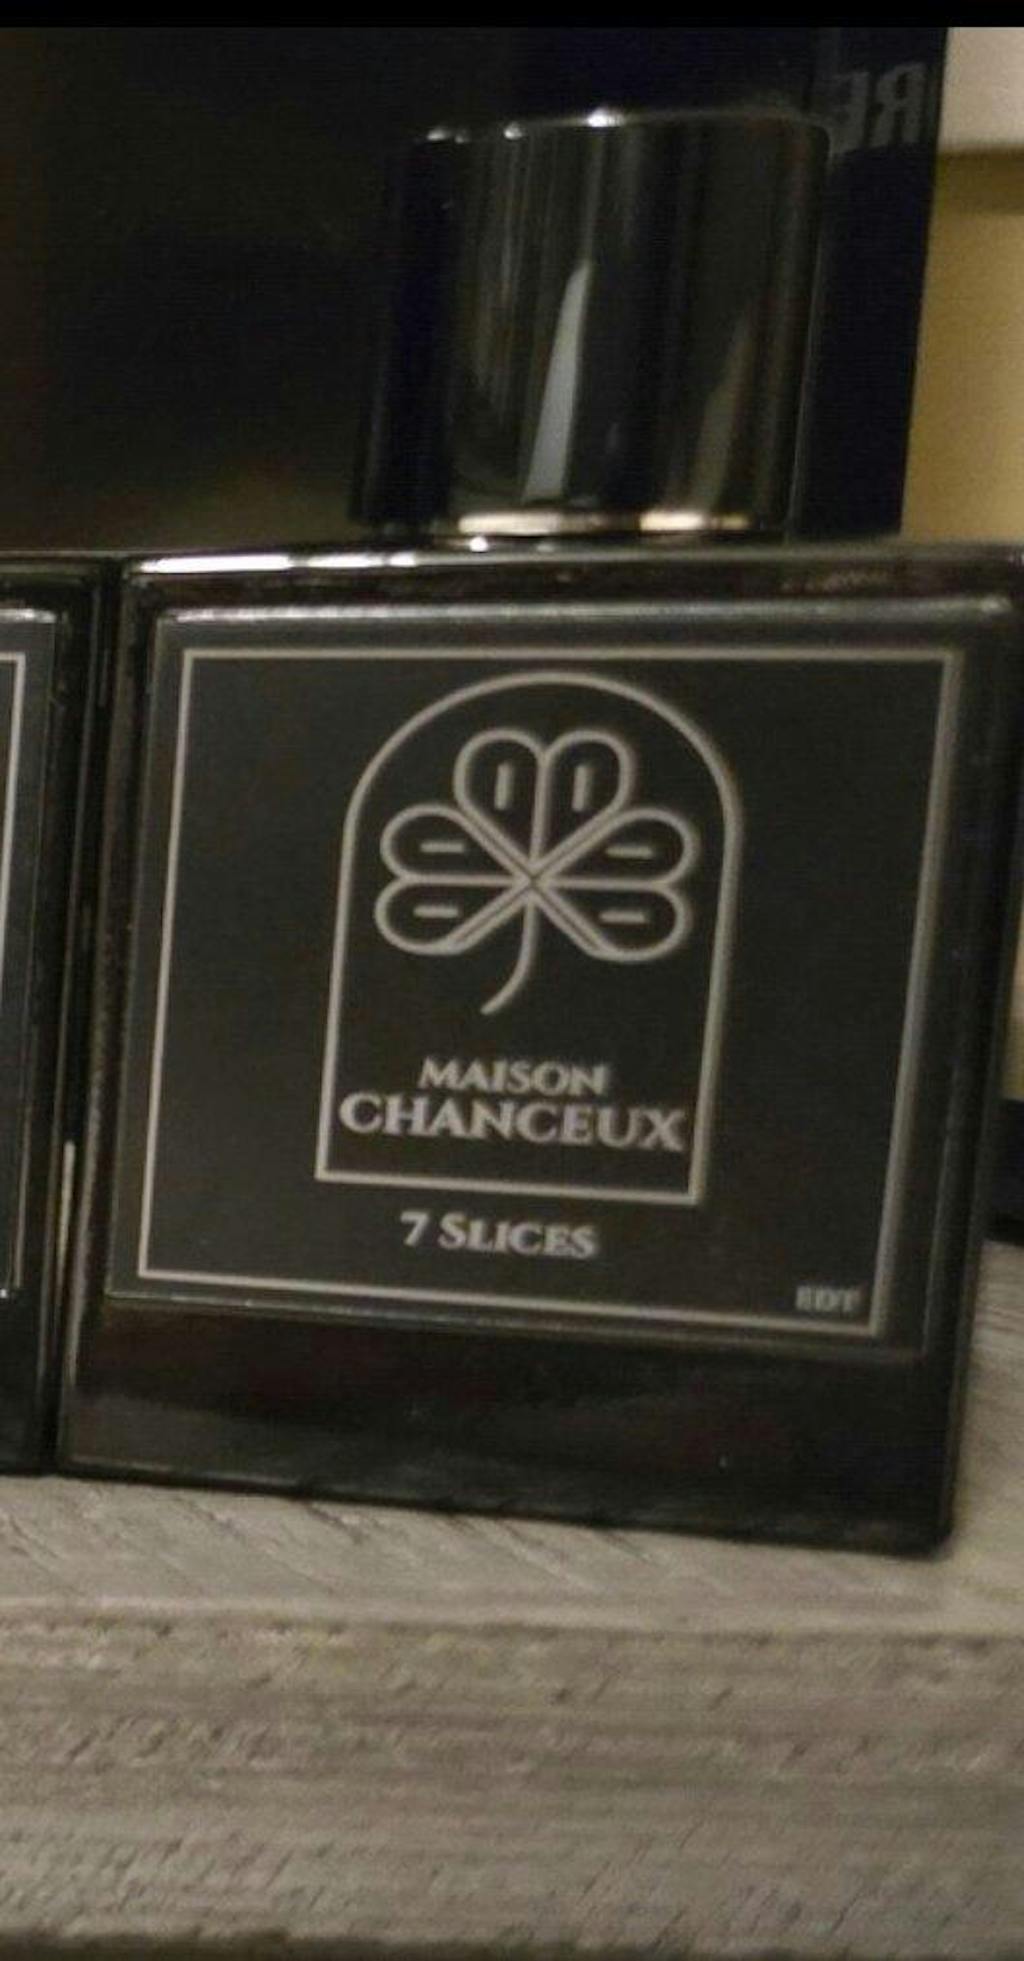 MAISON
CHANCEUX
7 SLICES
EDT